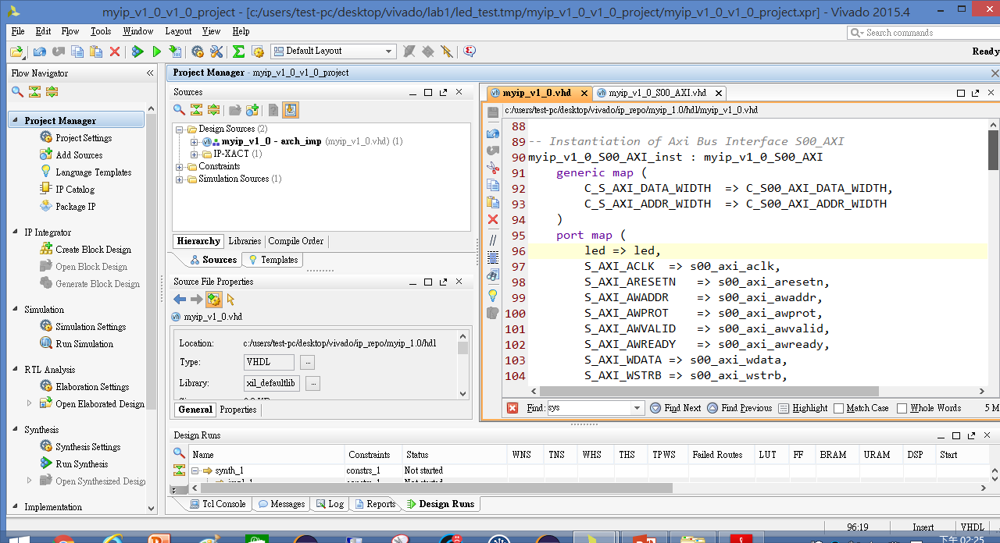 myip_v1_0_v1_0_project - [c:/users/test-pc/desktop/vivado/lab1/led_test.tmp/myip_v1_0_v1_0_project/myip_v1_0_v1_0_project.xpr] - Vivado 2015.4
File Edit Flow Tools Window Layout View Help
Search commands
Default Layout
Ready
Flow Navigator
Project Manager
Project Settings
Add Sources
Language Templates
IP Catalog
Package IP
IP Integrator
Create Block Design
Open Block Design
Generate Block Design
Simulation
Simulation Settings
Run Simulation
RTL Analysis
Elaboration Settings
Open Elaborated Design
Synthesis
Synthesis Settings
Run Synthesis
Open Synthesized Design
Implementation
Project Manager - myip_v1_0_v1_0_project
Sources
Design Sources (2)
myip_v1_0 - arch_imp (myip_v1_0.vhd) (1)
IP-XACT (1)
Constraints
Simulation Sources (1)
Hierarchy Libraries Compile Order
Sources Templates
Source File Properties
myip_v1_0.vhd
Location: c:/users/test-pc/desktop/vivado/ip_repo/myip_1.0/hdl
Type: VHDL ...
Library: xil_defaultlib ...
General Properties
myip_v1_0.vhd myip_v1_0_S00_AXI.vhd
c:/users/test-pc/desktop/vivado/ip_repo/myip_1.0/hdl/myip_v1_0.vhd
88
89 -- Instantiation of Axi Bus Interface S00_AXI
90 myip_v1_0_S00_AXI_inst : myip_v1_0_S00_AXI
91 generic map (
92 C_S_AXI_DATA_WIDTH => C_S00_AXI_DATA_WIDTH,
93 C_S_AXI_ADDR_WIDTH => C_S00_AXI_ADDR_WIDTH
94 )
95 port map (
96 led => led,
97 S_AXI_ACLK => s00_axi_aclk,
98 S_AXI_ARESETN => s00_axi_aresetn,
99 S_AXI_AWADDR => s00_axi_awaddr,
100 S_AXI_AWPROT => s00_axi_awprot,
101 S_AXI_AWVALID => s00_axi_awvalid,
102 S_AXI_AWREADY => s00_axi_awready,
103 S_AXI_WDATA => s00_axi_wdata,
104 S_AXI_WSTRB => s00_axi_wstrb,
Find: sys Find Next Find Previous Highlight Match Case Whole Words 5 M
Design Runs
Name Constraints Status WNS TNS WHS THS TPWS Failed Routes LUT FF BRAM URAM DSP Start
synth_1 constrs_1 Not started
Tcl Console Messages Log Reports Design Runs
96:19 Insert VHDL
下午 02:25